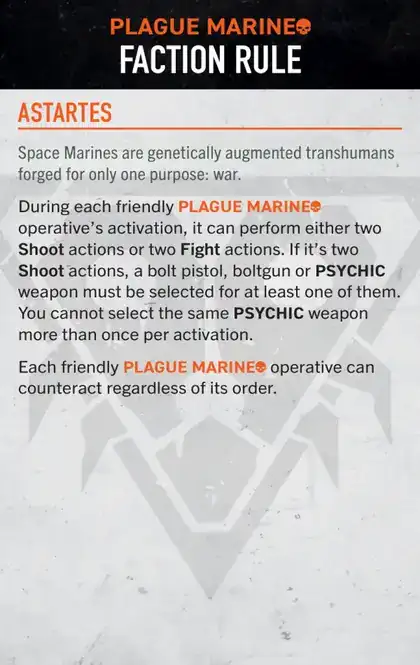 PLAGUE MARINE
FACTION RULE
ASTARTES
Space Marines are genetically augmented transhumans
forged for only one purpose: war.
During each friendly PLAGUE MARINE
operative's activation, it can perform either two
Shoot actions or two Fight actions. If it's two
Shoot actions, a bolt pistol, boltgun or PSYCHIC
weapon must be selected for at least one of them.
You cannot select the same PSYCHIC weapon
more than once per activation.
Each friendly PLAGUE MARINE operative can
counteract regardless of its order.